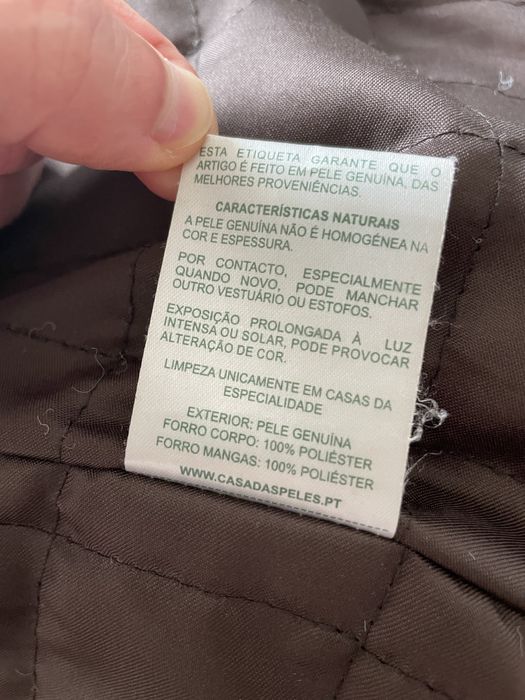 ESTA ETIQUETA GARANTE QUE O
ARTIGO É FEITO EM PELE GENUÍNA, DAS
MELHORES PROVENIÊNCIAS.
CARACTERÍSTICAS NATURAIS
A PELE GENUÍNA NÃO É HOMOGÉNEA NA
COR E ESPESSURA.
POR CONTACTO, ESPECIALMENTE
QUANDO NOVO, PODE MANCHAR
OUTRO VESTUÁRIO OU ESTOFOS.
EXPOSIÇÃO PROLONGADA À LUZ
INTENSA OU SOLAR, PODE PROVOCAR
ALTERAÇÃO DE COR.
LIMPEZA UNICAMENTE EM CASAS DA
ESPECIALIDADE
EXTERIOR: PELE GENUÍNA
FORRO CORPO: 100% POLIÉSTER
FORRO MANGAS: 100% POLIÉSTER
WWW.CASADASPELES.PT